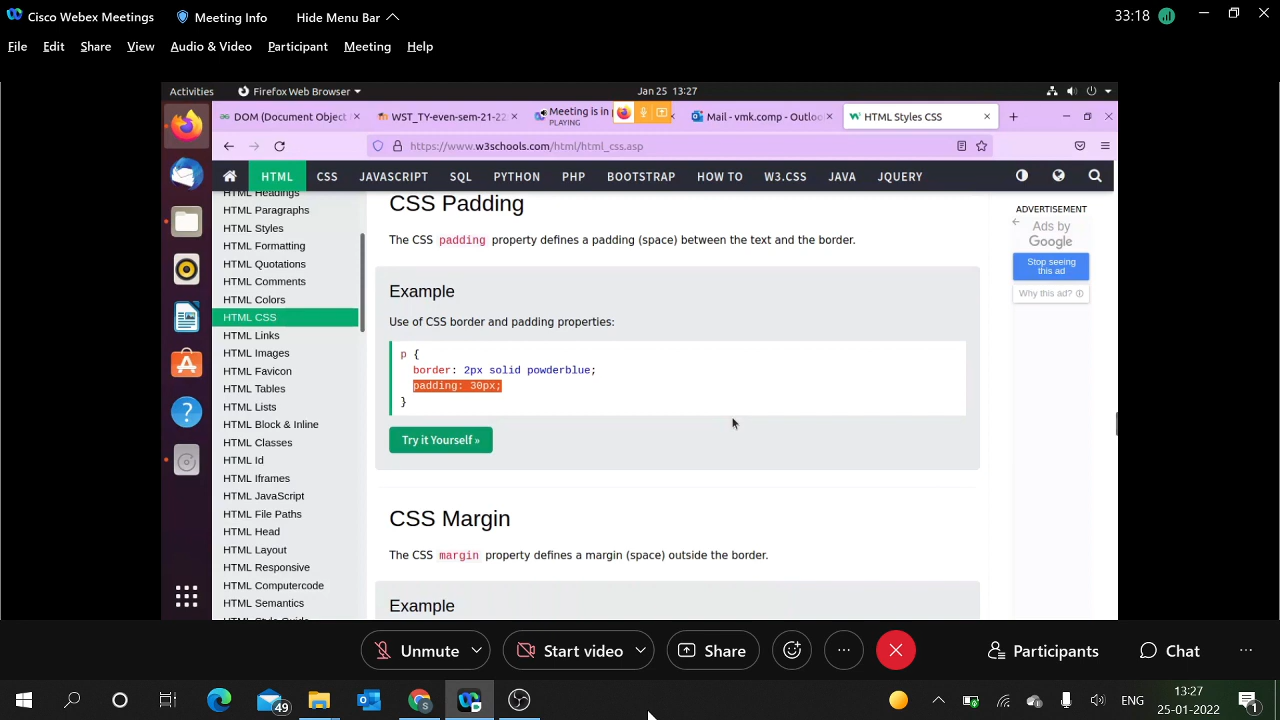 Cisco Webex Meetings
Meeting Info
Hide Menu Bar
33:18
File Edit Share View Audio & Video Participant Meeting Help
Activities
Firefox Web Browser
Jan 25 13:27
DOM (Document Object
WST_TY-even-sem-21-22
Meeting is in
PLAYING
Mail - vmk.comp - Outloo
HTML Styles CSS
https://www.w3schools.com/html/html_css.asp
HTML CSS JAVASCRIPT SQL PYTHON PHP BOOTSTRAP HOW TO W3.CSS JAVA JQUERY
HTML Headings
HTML Paragraphs
HTML Styles
HTML Formatting
HTML Quotations
HTML Comments
HTML Colors
HTML CSS
HTML Links
HTML Images
HTML Favicon
HTML Tables
HTML Lists
HTML Block & Inline
HTML Classes
HTML Id
HTML Iframes
HTML JavaScript
HTML File Paths
HTML Head
HTML Layout
HTML Responsive
HTML Computercode
HTML Semantics
HTML Style Guide
CSS Padding
The CSS padding property defines a padding (space) between the text and the border.
Example
Use of CSS border and padding properties:
p {
border: 2px solid powderblue;
padding: 30px;
}
Try it Yourself »
CSS Margin
The CSS margin property defines a margin (space) outside the border.
Example
ADVERTISEMENT
Ads by
Google
Stop seeing
this ad
Why this ad?
Unmute
Start video
Share
Participants
Chat
49
ENG
13:27
25-01-2022
1